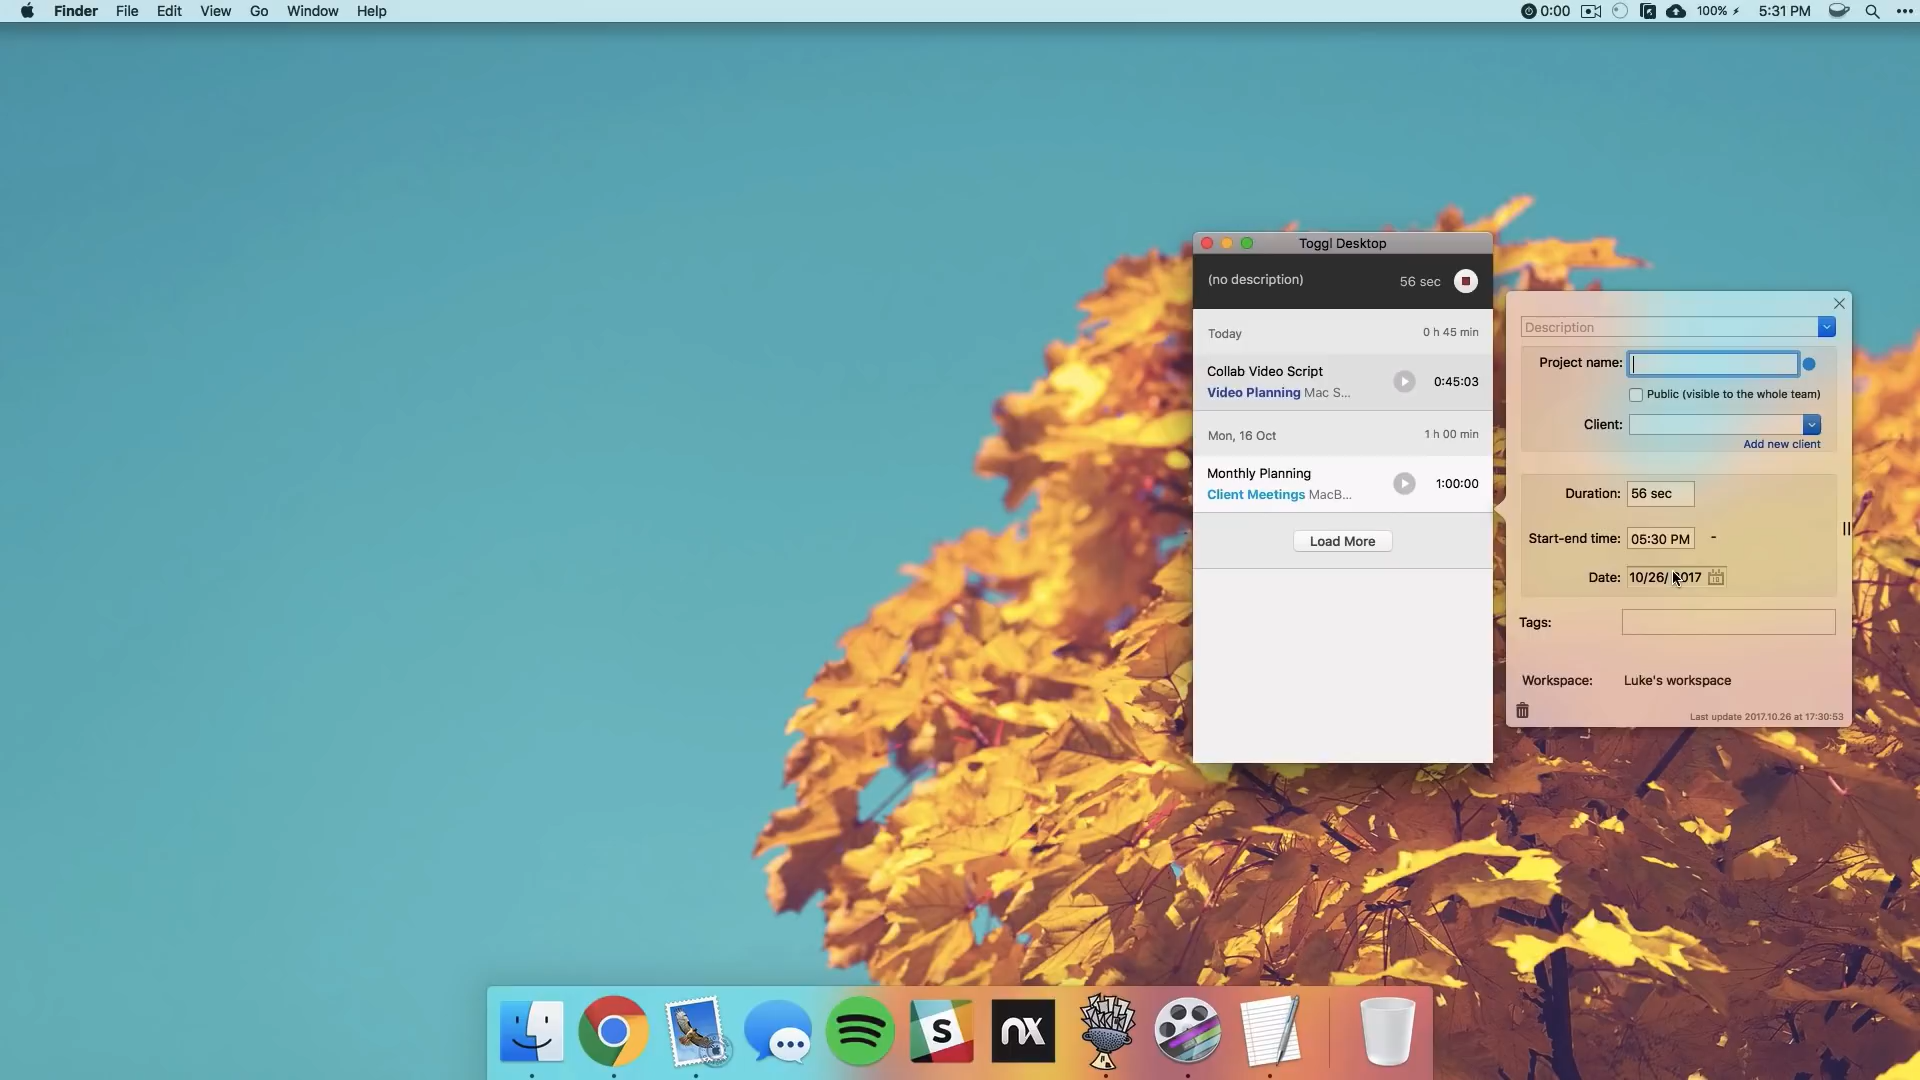 Finder File Edit View Go Window Help
0:00 100% 5:31 PM
Toggl Desktop
(no description) 56 sec
Today 0 h 45 min
Collab Video Script
Video Planning Mac S... 0:45:03
Mon, 16 Oct 1 h 00 min
Monthly Planning
Client Meetings MacB... 1:00:00
Load More
Description
Project name:
Public (visible to the whole team)
Client:
Add new client
Duration: 56 sec
Start-end time: 05:30 PM -
Date: 10/26/2017
Tags:
Workspace: Luke's workspace
Last update 2017.10.26 at 17:30:53
S
nx